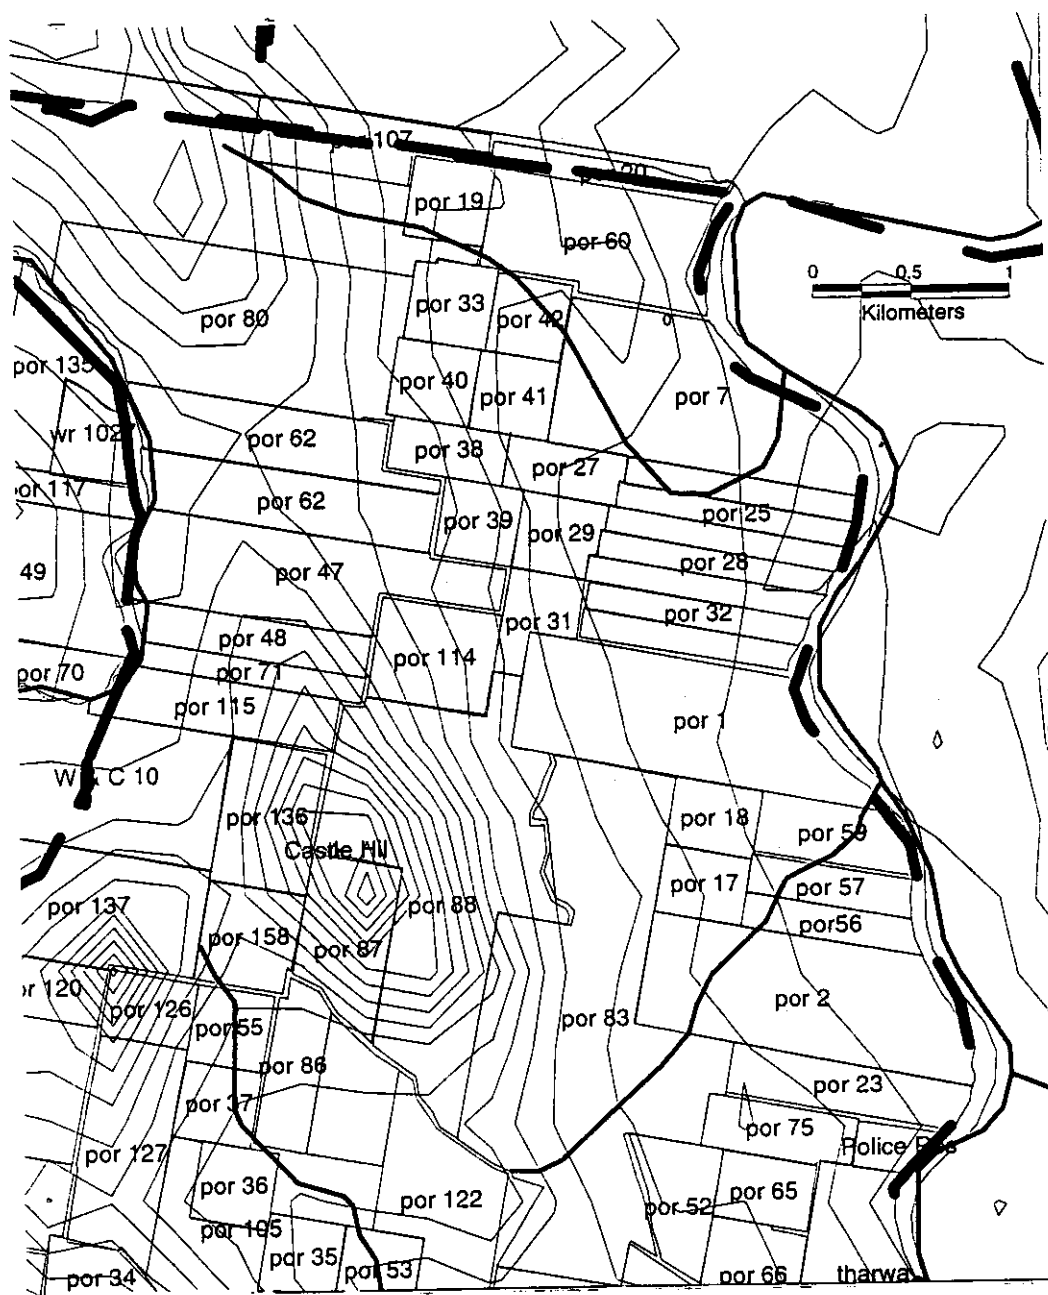 107
20
por 19
por 60
0 0.5 1
Kilometers
por 33
por 42
por 80
por 135
por 40
por 41
por 7
wr 102
por 62
por 38
por 27
por 117
por 62
por 39
por 29
por 25
49
por 47
por 28
por 31
por 32
por 48
por 114
por 70
por 71
por 115
por 1
W & C 10
por 136
por 18
por 59
Castle Hill
por 17
por 57
por 137
por 88
por56
por 158
por 87
por 120
por 126
por 2
por 55
por 83
por 86
por 23
por 37
por 75
por 127
Police Res
por 36
por 122
por 65
por 52
por 105
por 35
por 53
por 34
por 66
tharwa